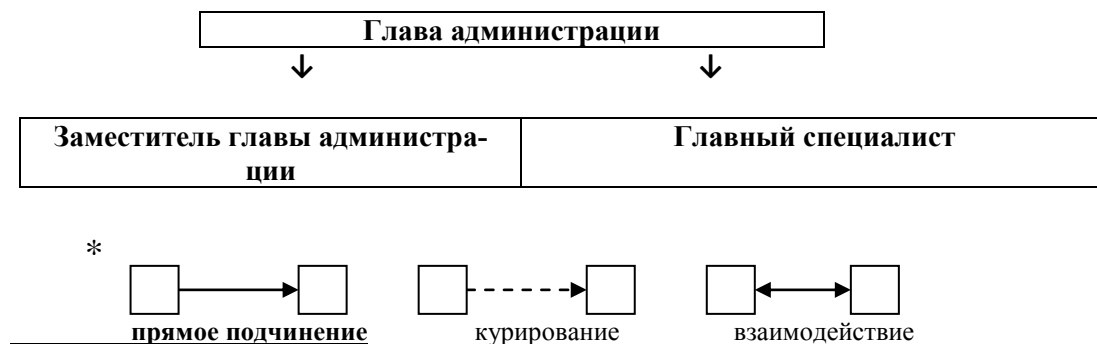 Глава администрации
Заместитель главы администра-
ции
Главный специалист
*
прямое подчинение курирование взаимодействие